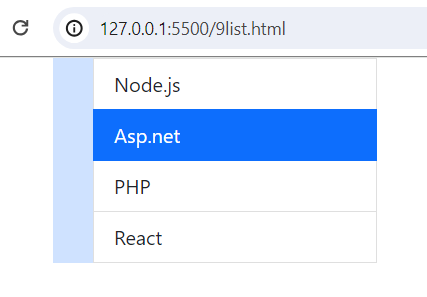 127.0.0.1:5500/9list.html
Node.js
Asp.net
PHP
React